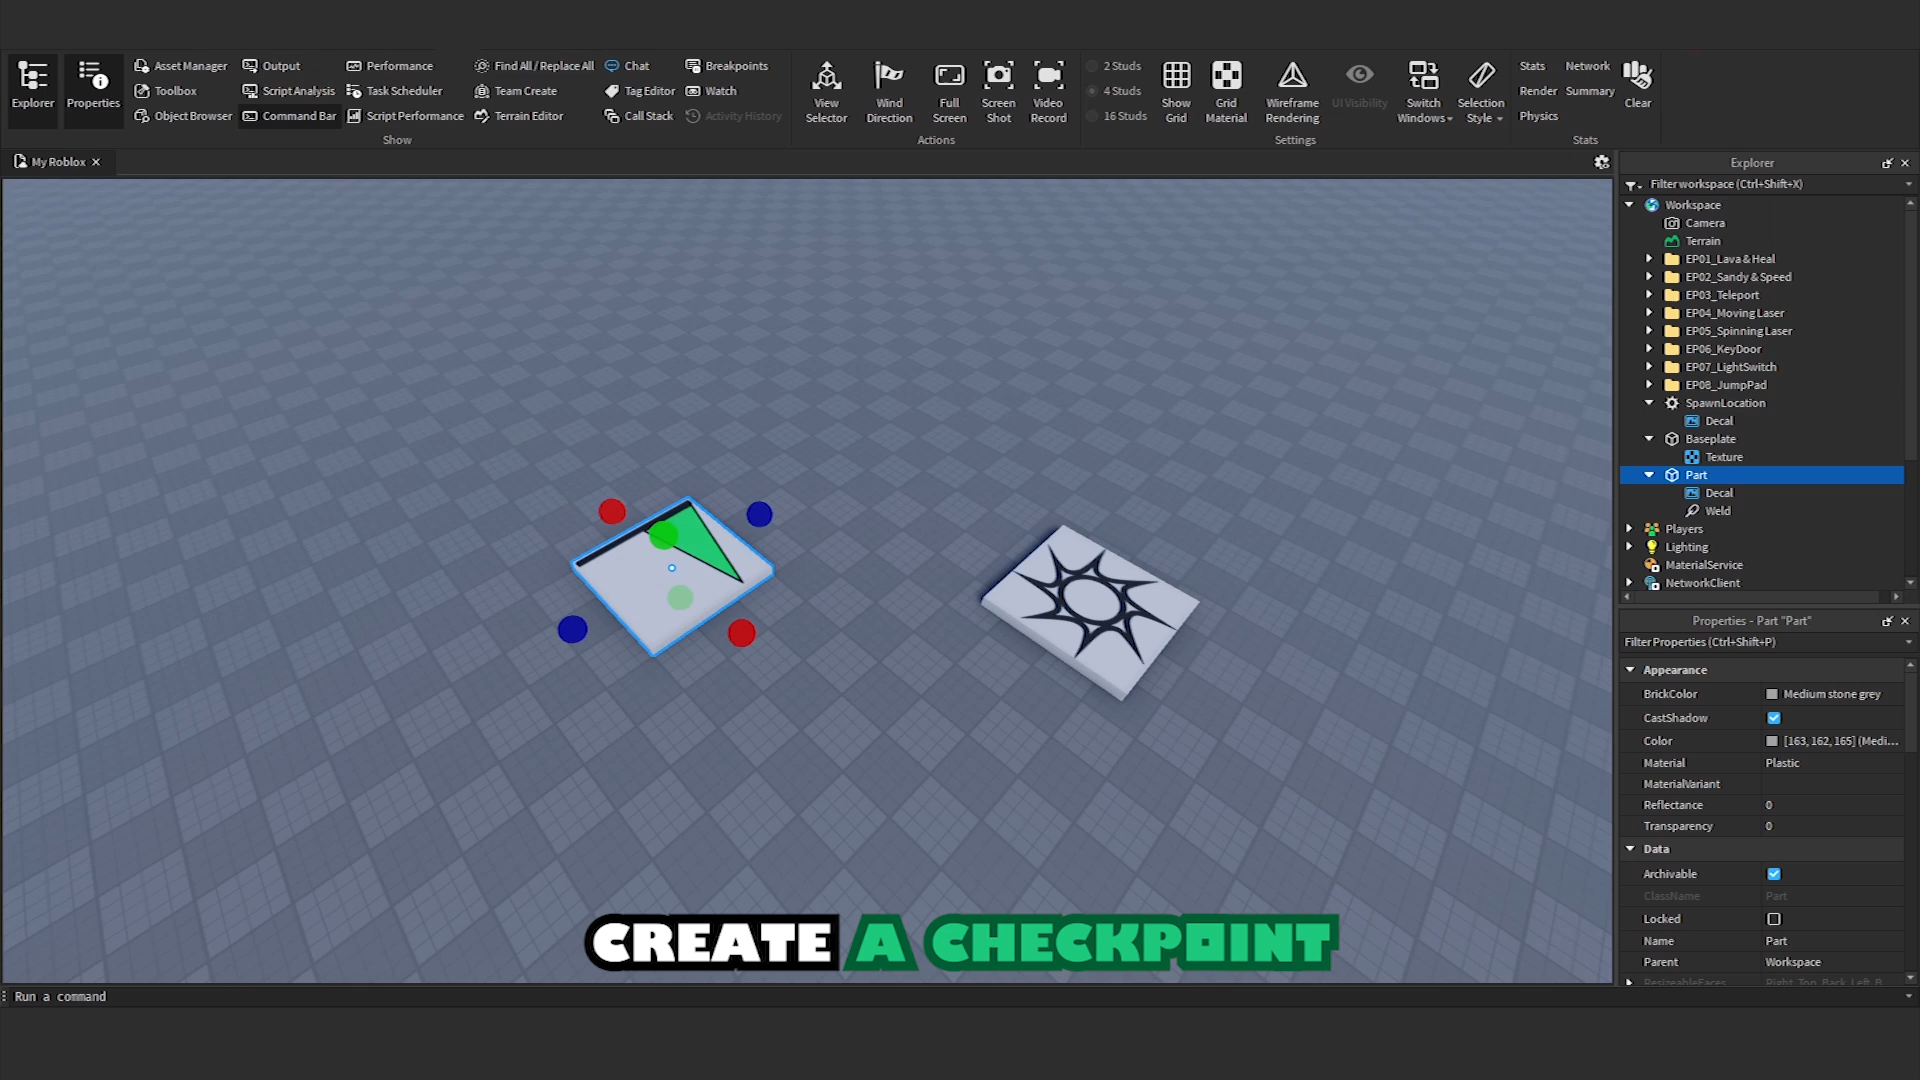 Explorer
Properties
Asset Manager
Toolbox
Object Browser
Output
Script Analysis
Command Bar
Performance
Task Scheduler
Script Performance
Find All / Replace All
Team Create
Terrain Editor
Chat
Tag Editor
Call Stack
Breakpoints
Watch
Activity History
Show
View
Selector
Wind
Direction
Full
Screen
Screen
Shot
Video
Record
Actions
2 Studs
4 Studs
16 Studs
Show
Grid
Grid
Material
Wireframe
Rendering
UI Visibility
Switch
Windows
Selection
Style
Settings
Stats
Render
Physics
Network
Summary
Clear
Stats
My Roblox
Explorer
Filter workspace (Ctrl+Shift+X)
Workspace
Camera
Terrain
EP01_Lava & Heal
EP02_Sandy & Speed
EP03_Teleport
EP04_Moving Laser
EP05_Spinning Laser
EP06_KeyDoor
EP07_LightSwitch
EP08_JumpPad
SpawnLocation
Decal
Baseplate
Texture
Part
Decal
Weld
Players
Lighting
MaterialService
NetworkClient
Properties - Part "Part"
Filter Properties (Ctrl+Shift+P)
Appearance
BrickColor Medium stone grey
CastShadow
Color [163, 162, 165] (Medi...
Material Plastic
MaterialVariant
Reflectance 0
Transparency 0
Data
Archivable
ClassName Part
Locked
Name Part
Parent Workspace
ResizeableFaces Right, Top, Back, Left, B
CREATE A CHECKPOINT
Run a command